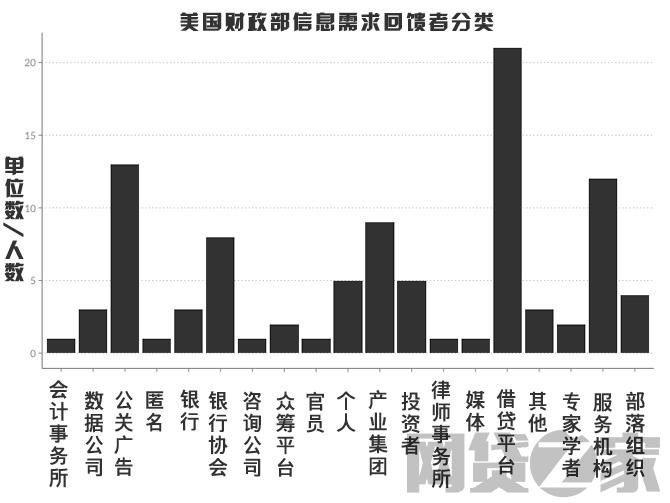 美国财政部信息需求回馈者分类
单位数/人数
20
15
10
5
0
会计事务所
数据公司
公关广告
匿名
银行
银行协会
咨询公司
众筹平台
官员
个人
产业集团
投资者
律师事务所
媒体
借贷平台
其他
专家学者
服务机构
部落组织
网贷之家